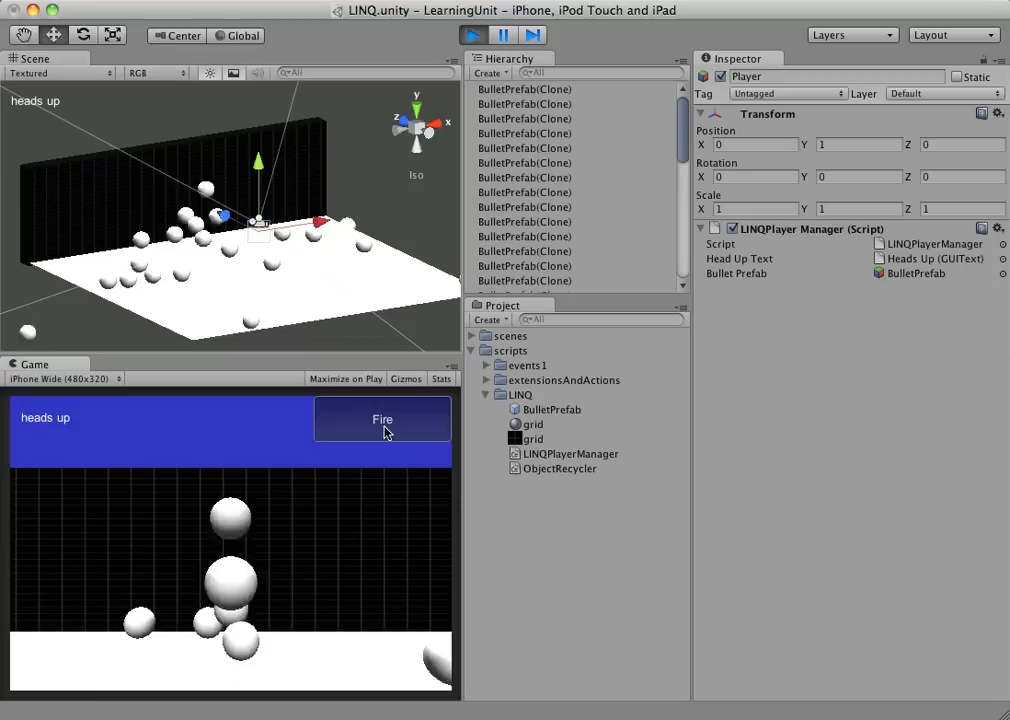 LINQ.unity - LearningUnit - iPhone, iPod Touch and iPad
Center Global Layers Layout
Scene
Textured RGB All
heads up
y
z x
Iso
Game
iPhone Wide (480x320) Maximize on Play Gizmos Stats
heads up Fire
Hierarchy
Create All
BulletPrefab(Clone)
BulletPrefab(Clone)
BulletPrefab(Clone)
BulletPrefab(Clone)
BulletPrefab(Clone)
BulletPrefab(Clone)
BulletPrefab(Clone)
BulletPrefab(Clone)
BulletPrefab(Clone)
BulletPrefab(Clone)
BulletPrefab(Clone)
BulletPrefab(Clone)
BulletPrefab(Clone)
BulletPrefab(Clone)
Project
Create All
scenes
scripts
events1
extensionsAndActions
LINQ
BulletPrefab
grid
grid
LINQPlayerManager
ObjectRecycler
Inspector
Player Static
Tag Untagged Layer Default
Transform
Position
X 0 Y 1 Z 0
Rotation
X 0 Y 0 Z 0
Scale
X 1 Y 1 Z 1
LINQPlayer Manager (Script)
Script LINQPlayerManager
Head Up Text Heads Up (GUIText)
Bullet Prefab BulletPrefab